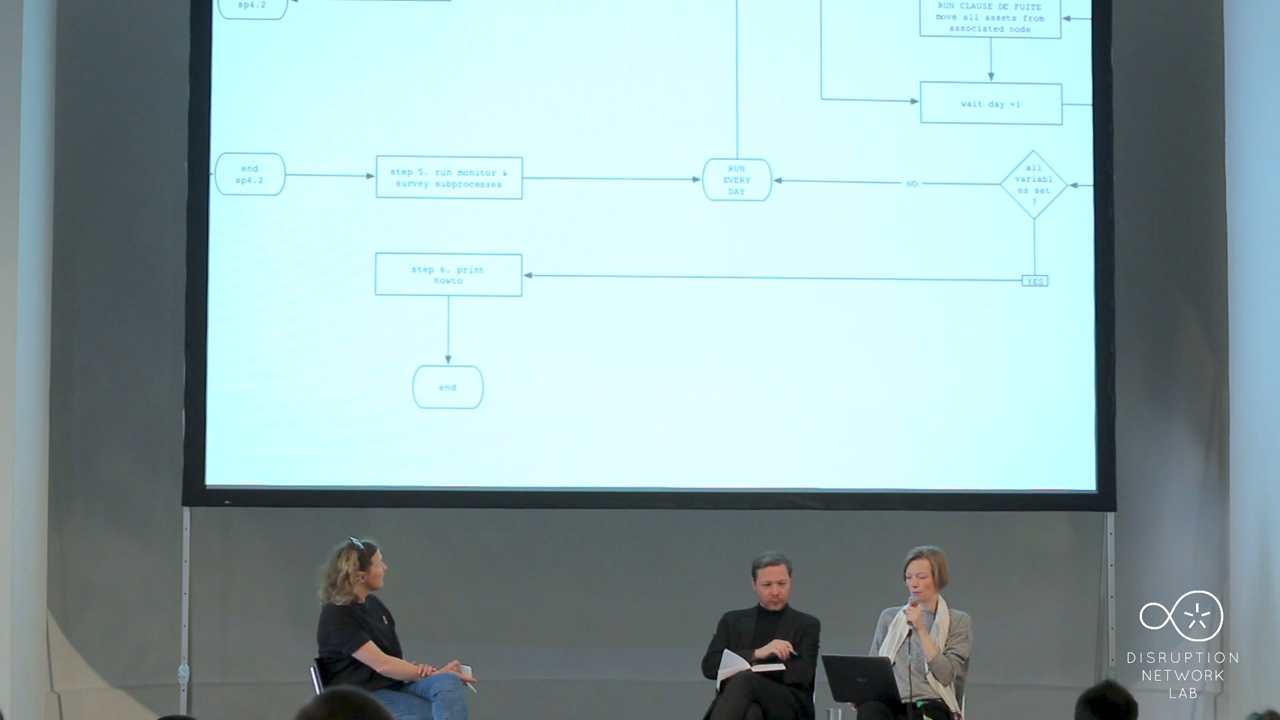 sp4.2
RUN CLAUSE DE FUITE
move all assets from
associated node
wait day +1
end
sp4.2
step 5. run monitor &
survey subprocesses
RUN
EVERY
DAY
NO
all
variabl
es set
?
step 6. print
howto
YES
end
DISRUPTION
NETWORK
LAB